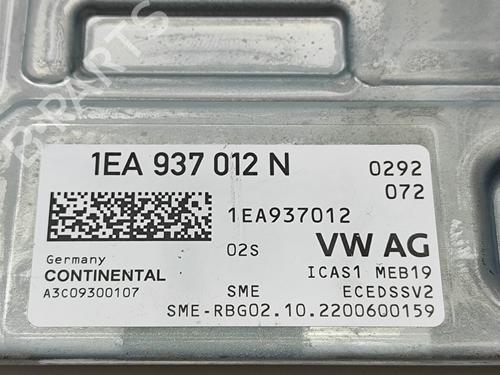 B-PARTS
1EA 937 012 N
0292
072
1EA937012
02S
VW AG
Germany
CONTINENTAL
A3C09300107
ICAS1 MEB19
SME
ECEDSSV2
SME-RBG02.10.2200600159